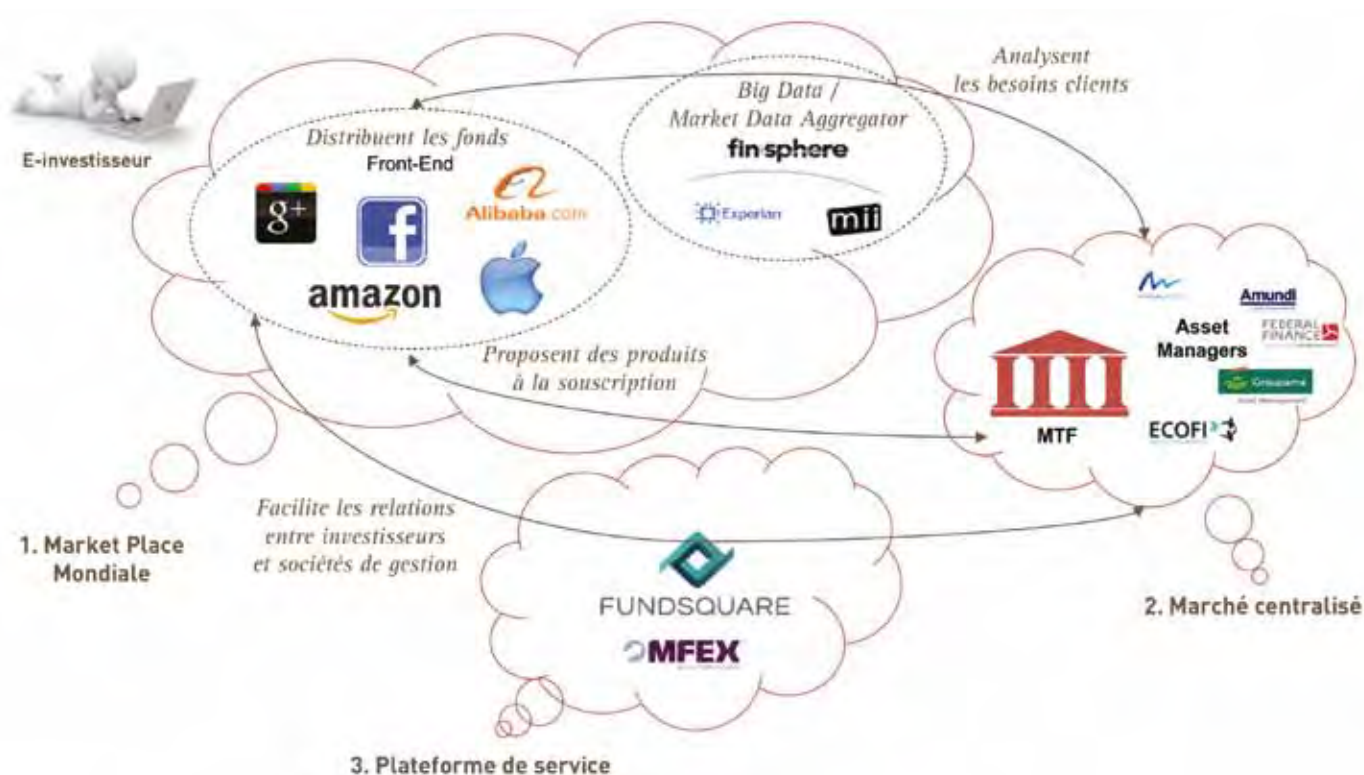 Analysent
les besoins clients
Big Data /
Market Data Aggregator
finsphere
Experian
mii
E-investisseur
Distribuent les fonds
Front-End
g+
f
Alibaba.com
amazon
Proposent des produits
à la souscription
Amundi
Asset
Managers
FEDERAL
FINANCE
Groupama
Asset Management
MTF
ECOFI
Facilite les relations
entre investisseurs
et sociétés de gestion
1. Market Place
Mondiale
FUNDSQUARE
MFEX
2. Marché centralisé
3. Plateforme de service